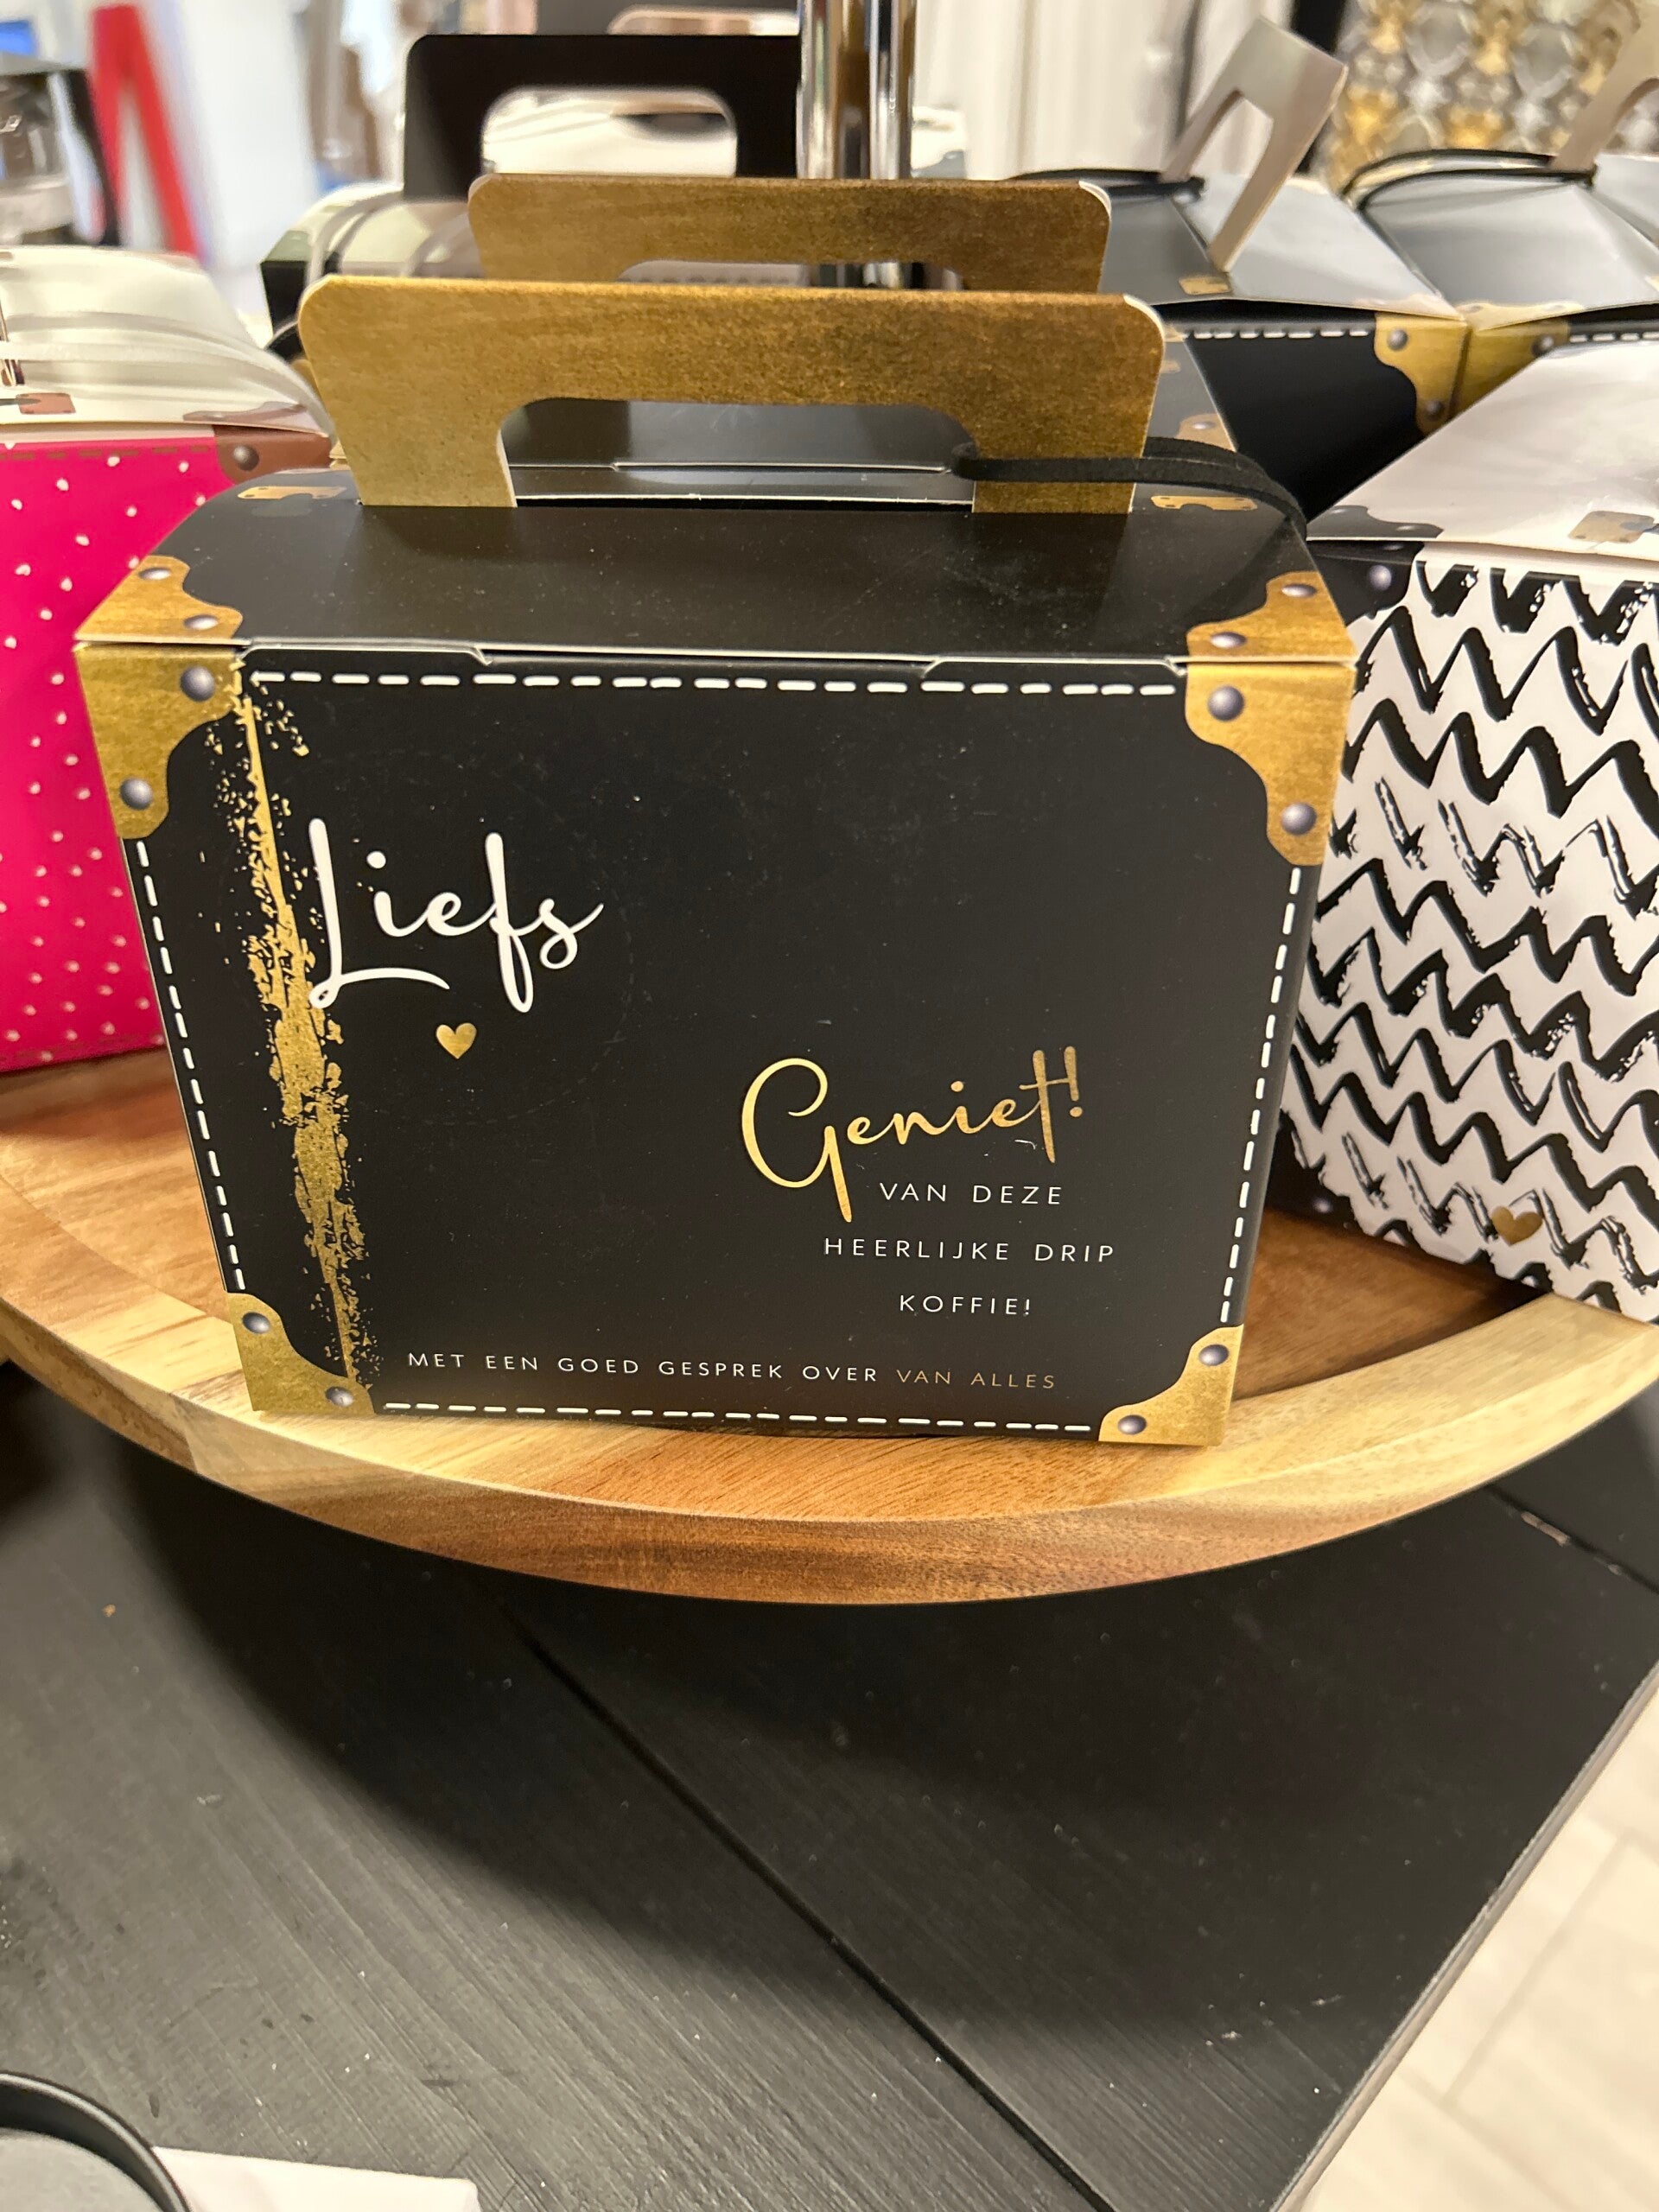 Liefs
Geniet!
VAN DEZE
HEERLIJKE DRIP
KOFFIE!
MET EEN GOED GESPREK OVER VAN ALLES